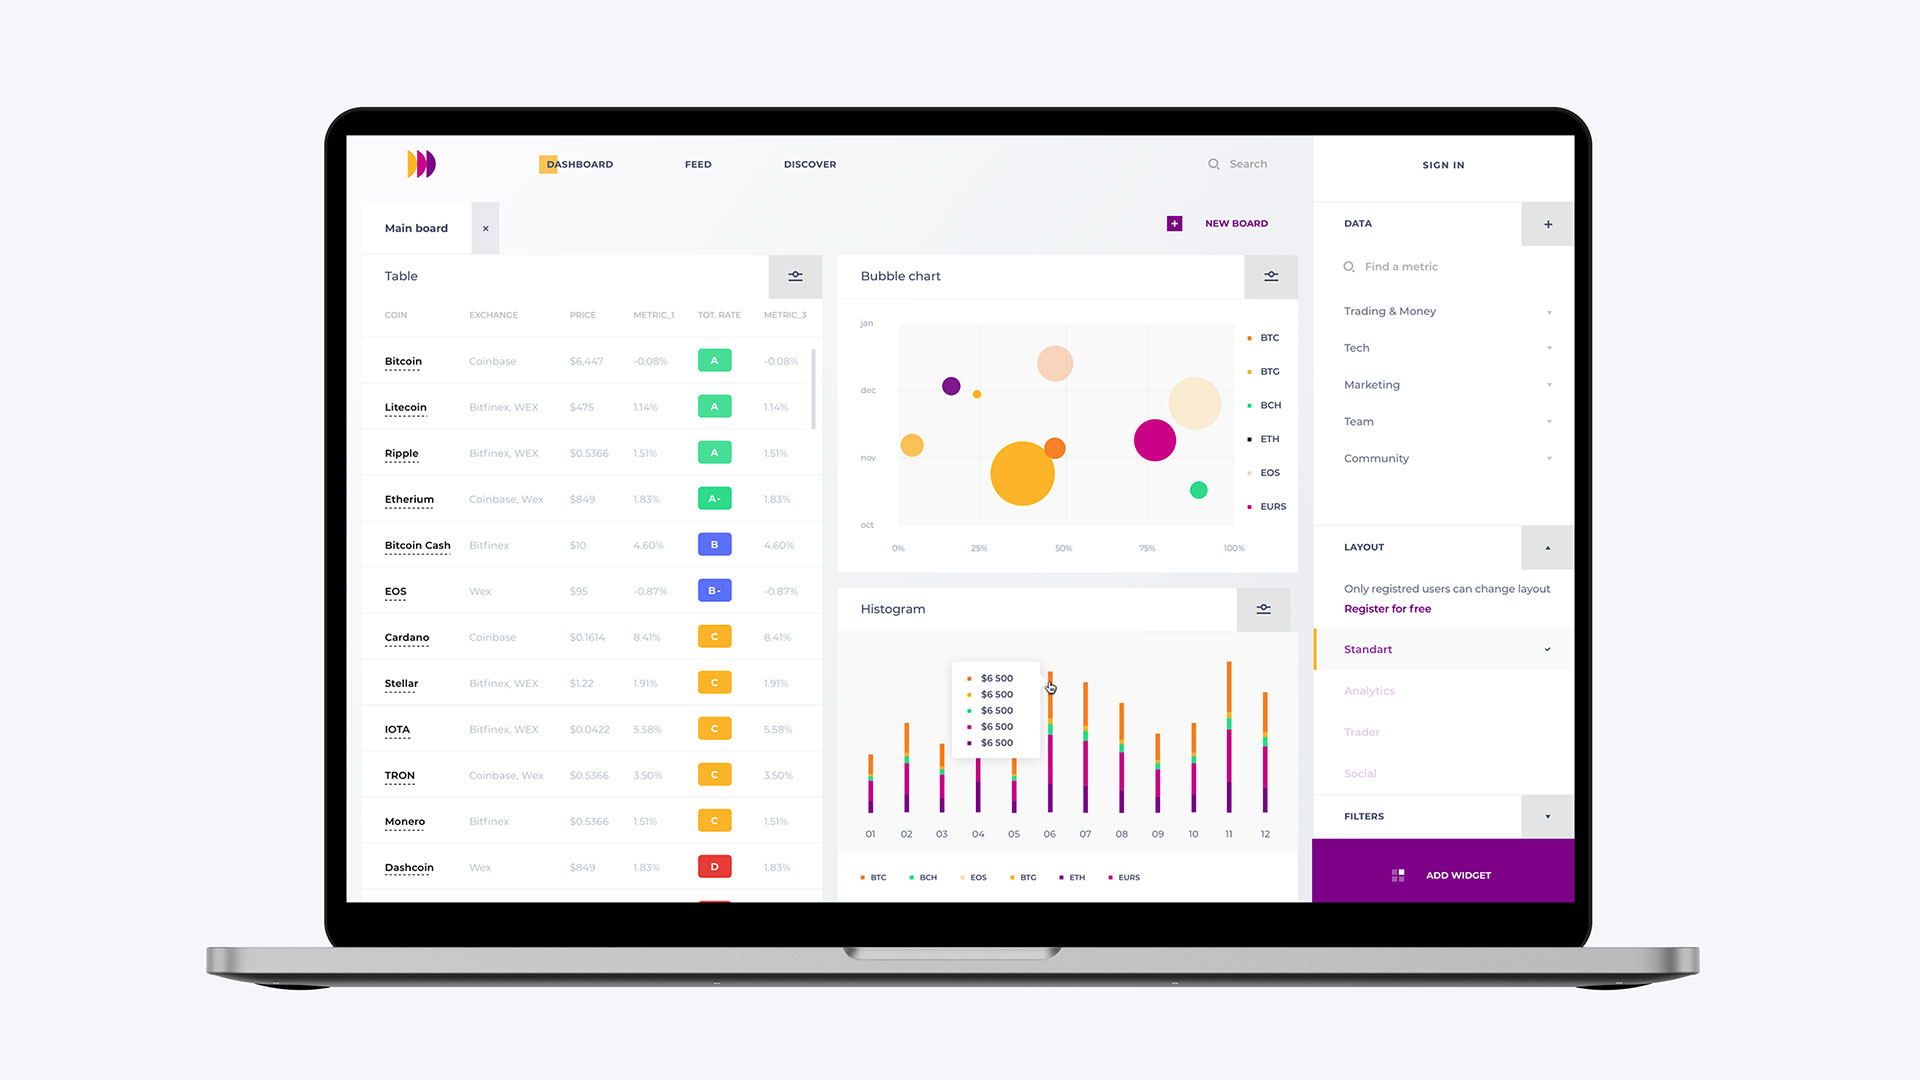 DASHBOARD
FEED
DISCOVER
Search
SIGN IN
Main board
×
+
NEW BOARD
Table
COIN EXCHANGE PRICE METRIC_1 TOT. RATE METRIC_3
Bitcoin Coinbase $6,447 -0.08% A -0.08%
Litecoin Bitfinex, WEX $475 1.14% A 1.14%
Ripple Bitfinex, WEX $0.5366 1.51% A 1.51%
Etherium Coinbase, Wex $849 1.83% A- 1.83%
Bitcoin Cash Bitfinex $10 4.60% B 4.60%
EOS Wex $95 -0.87% B- -0.87%
Cardano Coinbase $0.1614 8.41% C 8.41%
Stellar Bitfinex, WEX $1.22 1.91% C 1.91%
IOTA Bitfinex, WEX $0.0422 5.58% C 5.58%
TRON Coinbase, Wex $0.5366 3.50% C 3.50%
Monero Bitfinex $0.5366 1.51% C 1.51%
Dashcoin Wex $849 1.83% D 1.83%
Bubble chart
jan
dec
nov
oct
0% 25% 50% 75% 100%
BTC
BTG
BCH
ETH
EOS
EURS
Histogram
$6 500
$6 500
$6 500
$6 500
$6 500
01 02 03 04 05 06 07 08 09 10 11 12
BTC BCH EOS BTG ETH EURS
DATA
+
Find a metric
Trading & Money
Tech
Marketing
Team
Community
LAYOUT
Only registred users can change layout
Register for free
Standart
Analytics
Trader
Social
FILTERS
ADD WIDGET